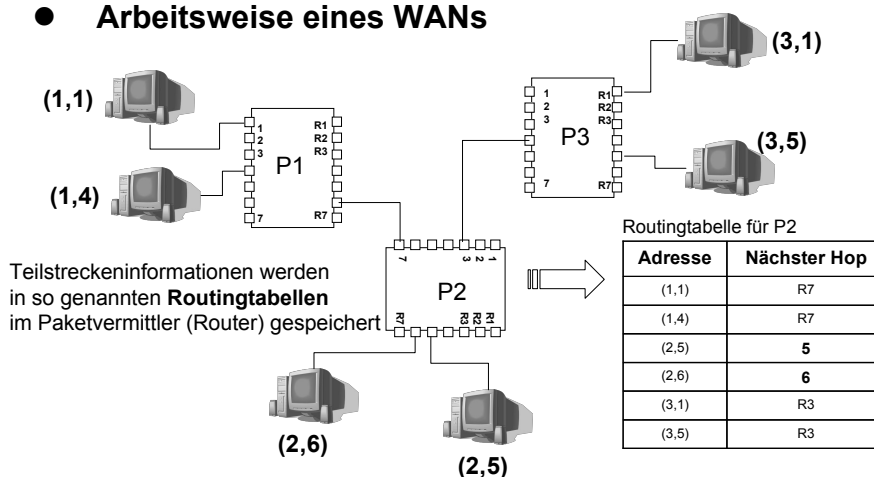 ● Arbeitsweise eines WANs
(1,1)
(1,4)
1
2
3
7
R1
R2
R3
R7
P1
(3,1)
(3,5)
1
2
3
7
R1
R2
R3
R7
P3
7
3
2
1
P2
R7
R3
R2
R1
(2,6)
(2,5)
Teilstreckeninformationen werden
in so genannten Routingtabellen
im Paketvermittler (Router) gespeichert
Routingtabelle für P2
Adresse Nächster Hop
(1,1) R7
(1,4) R7
(2,5) 5
(2,6) 6
(3,1) R3
(3,5) R3